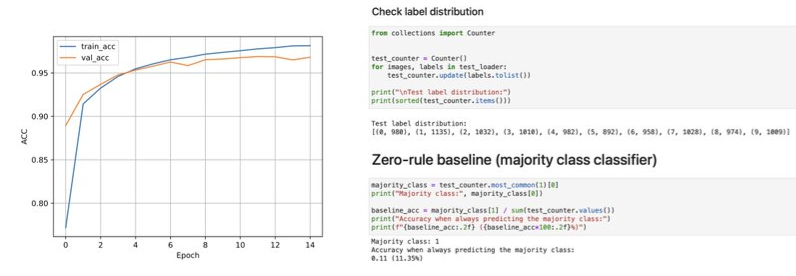 train_acc
val_acc
0.95
0.90
0.85
0.80
ACC
0 2 4 6 8 10 12 14
Epoch
Check label distribution
from collections import Counter
test_counter = Counter()
for images, labels in test_loader:
test_counter.update(labels.tolist())
print("\nTest label distribution:")
print(sorted(test_counter.items()))
Test label distribution:
[(0, 980), (1, 1135), (2, 1032), (3, 1010), (4, 982), (5, 892), (6, 958), (7, 1028), (8, 974), (9, 1009)]
Zero-rule baseline (majority class classifier)
majority_class = test_counter.most_common(1)[0]
print("Majority class:", majority_class[0])
baseline_acc = majority_class[1] / sum(test_counter.values())
print("Accuracy when always predicting the majority class:")
print(f"{baseline_acc:.2f} ({baseline_acc*100:.2f}%)")
Majority class: 1
Accuracy when always predicting the majority class:
0.11 (11.35%)